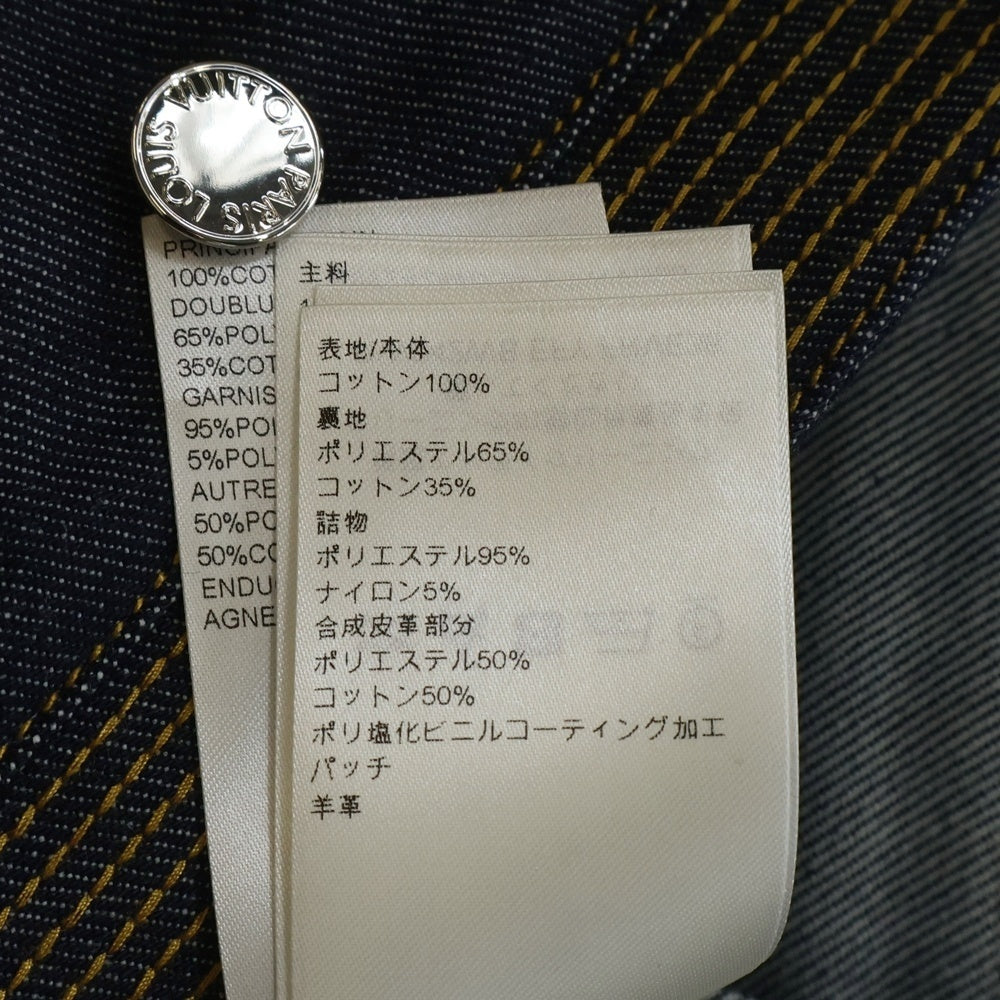 LOUIS VUITTON PARIS
100%COT
DOUBLU
65%POL
35%COT
GARNIS
95%POL
5%POL
AUTRE
50%PO
50%CO
ENDU
AGNE
主料
表地/本体
コットン100%
裏地
ポリエステル65%
コットン35%
詰物
ポリエステル95%
ナイロン5%
合成皮革部分
ポリエステル50%
コットン50%
ポリ塩化ビニルコーティング加工
パッチ
羊革